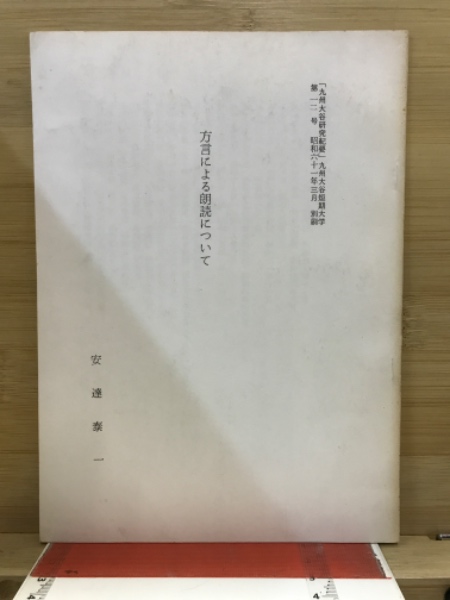 「九州大谷研究紀要」九州大谷短期大学
第一二号 昭和六十一年三月 別刷
方言による朗読について
安達泰一